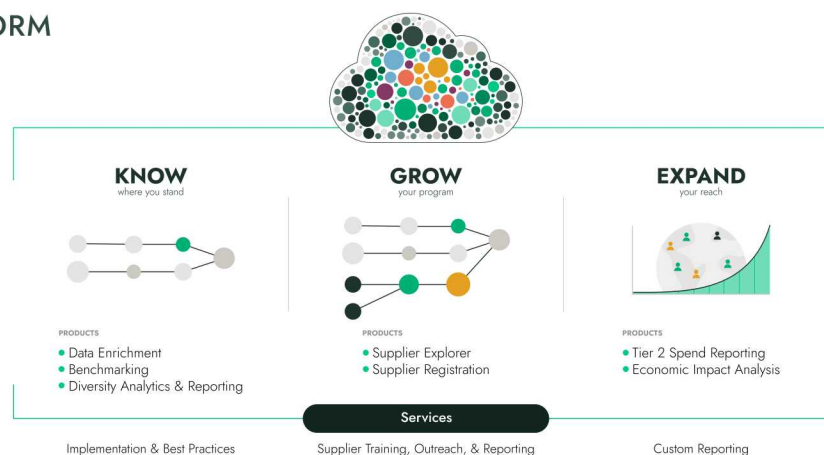 ORM
KNOW
where you stand
PRODUCTS
Data Enrichment
Benchmarking
Diversity Analytics & Reporting
GROW
your program
PRODUCTS
Supplier Explorer
Supplier Registration
EXPAND
your reach
PRODUCTS
Tier 2 Spend Reporting
Economic Impact Analysis
Services
Implementation & Best Practices
Supplier Training, Outreach, & Reporting
Custom Reporting